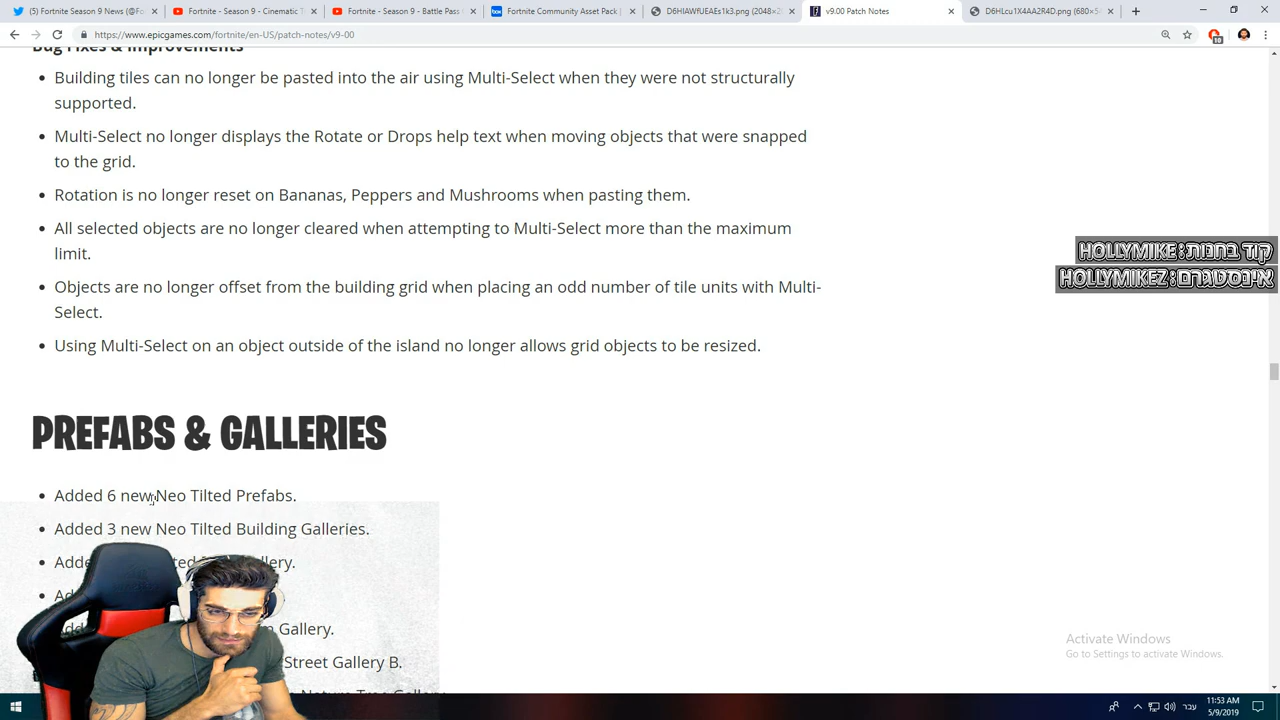 (5) Fortnite Season 9 News (@Fo
Fortnite - Season 9 - Cinematic T
Fortnite - Season 9 - Battle Pass
Fortnite Community Asset Pack |
D6HIAWfUEAEs1k3.png (2048×2
v9.00 Patch Notes
D6HLcu1X4AA2R4D.png (680×5
https://www.epicgames.com/fortnite/en-US/patch-notes/v9-00
19
Bug Fixes & Improvements
• Building tiles can no longer be pasted into the air using Multi-Select when they were not structurally
supported.
• Multi-Select no longer displays the Rotate or Drops help text when moving objects that were snapped
to the grid.
• Rotation is no longer reset on Bananas, Peppers and Mushrooms when pasting them.
• All selected objects are no longer cleared when attempting to Multi-Select more than the maximum
limit.
• Objects are no longer offset from the building grid when placing an odd number of tile units with Multi-
Select.
• Using Multi-Select on an object outside of the island no longer allows grid objects to be resized.
קוד בחנות: HOLLYMIKE
אינסטגרם: HOLLYMIKEZ
PREFABS & GALLERIES
• Added 6 new Neo Tilted Prefabs.
• Added 3 new Neo Tilted Building Galleries.
Gallery.
Street Gallery B.
Activate Windows
Go to Settings to activate Windows.
עבר
11:53 AM
5/9/2019